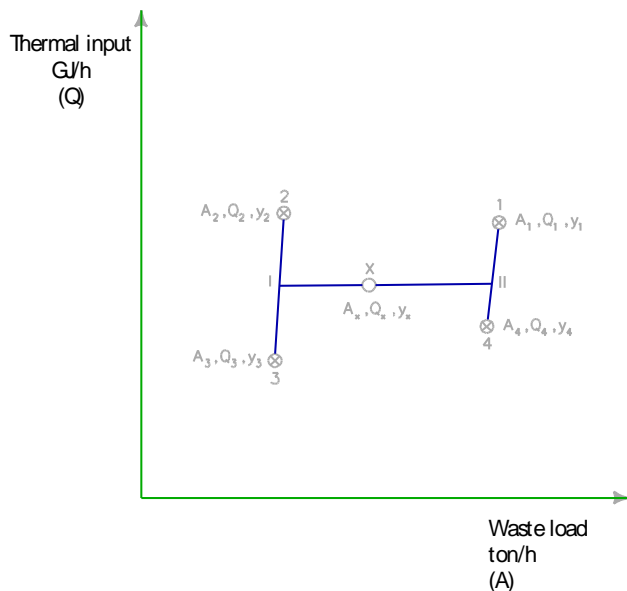 Thermal input
GJ/h
(Q)
2
A₂,Q₂,y₂
1
A₁,Q₁,y₁
X
I
II
Aₓ,Qₓ,yₓ
A₄,Q₄,y₄
4
A₃,Q₃,y₃
3
Waste load
ton/h
(A)